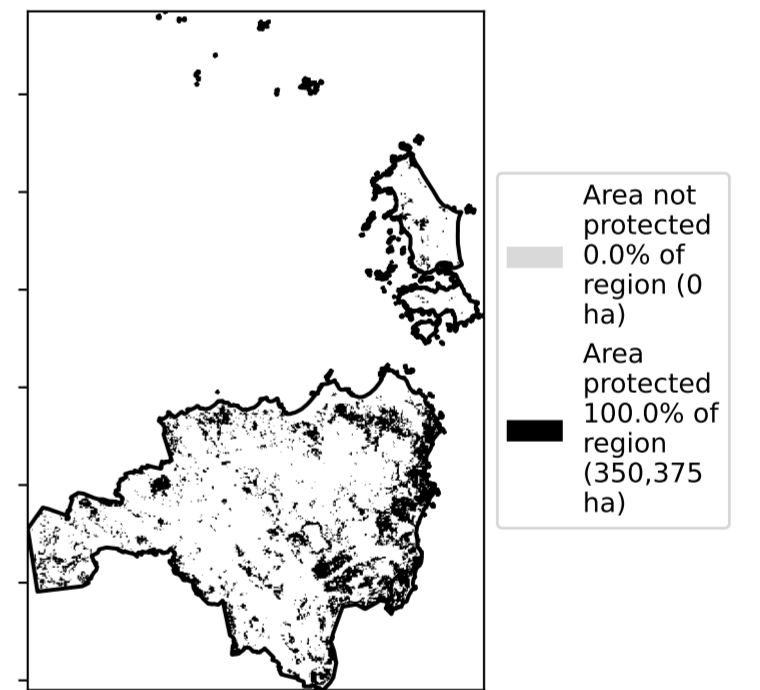 Area not
protected
0.0% of
region (0
ha)
Area
protected
100.0% of
region
(350,375
ha)